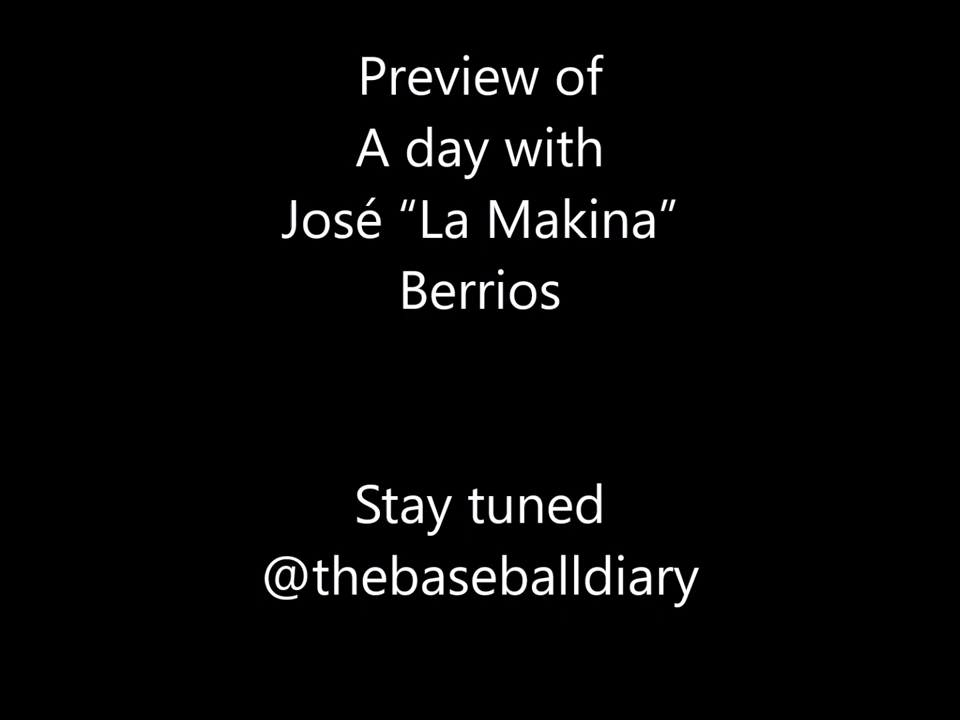 Preview of
A day with
José “La Makina”
Berrios
Stay tuned
@thebaseballdiary